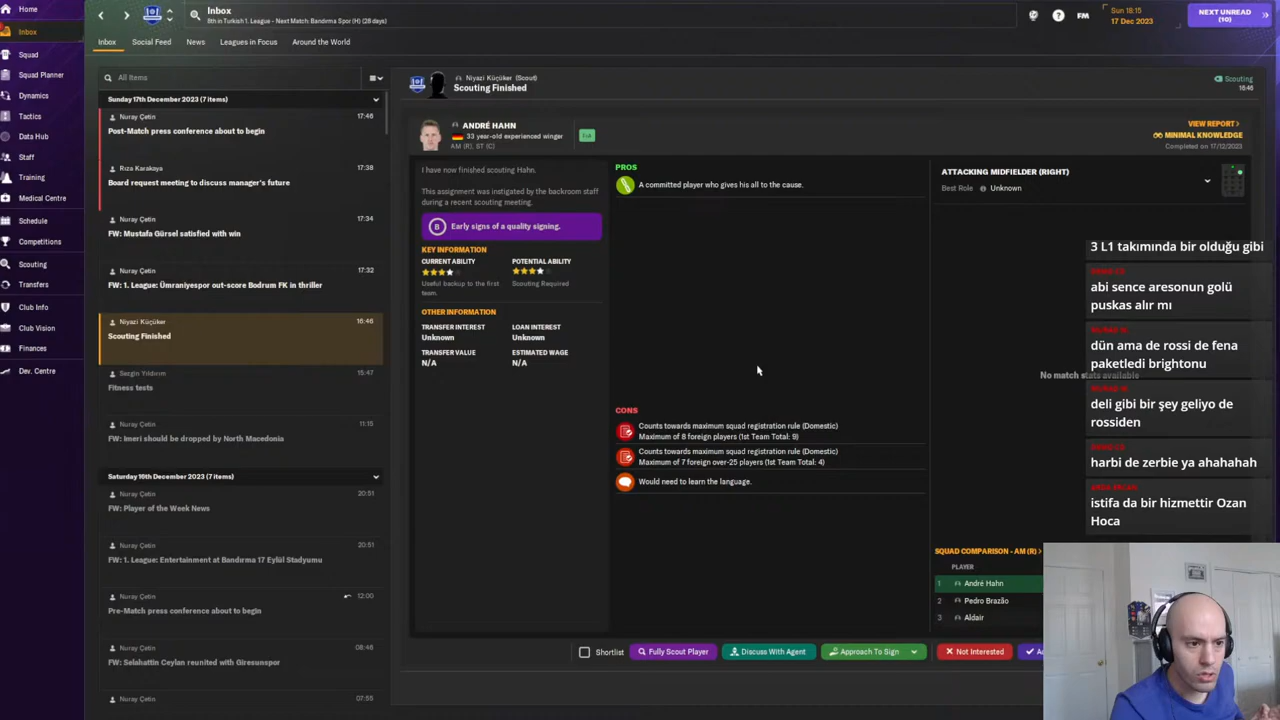 Home
Inbox
Squad
Squad Planner
Dynamics
Tactics
Data Hub
Staff
Training
Medical Centre
Schedule
Competitions
Scouting
Transfers
Club Info
Club Vision
Finances
Dev. Centre
Inbox
8th in Turkish 1. League - Next Match: Bandırma Spor (H) (28 days)
FM
Sun 18:15
17 Dec 2023
NEXT UNREAD
(10)
Inbox
Social Feed
News
Leagues in Focus
Around the World
All Items
Sunday 17th December 2023 (7 items)
Nuray Çetin
17:46
Post-Match press conference about to begin
Rıza Karakaya
17:38
Board request meeting to discuss manager's future
Nuray Çetin
17:34
FW: Mustafa Gürsel satisfied with win
Nuray Çetin
17:32
FW: 1. League: Ümraniyespor out-score Bodrum FK in thriller
Niyazi Küçüker
16:46
Scouting Finished
Sezgin Yıldırım
15:47
Fitness tests
Nuray Çetin
11:15
FW: Imeri should be dropped by North Macedonia
Saturday 16th December 2023 (7 items)
Nuray Çetin
20:51
FW: Player of the Week News
Nuray Çetin
20:51
FW: 1. League: Entertainment at Bandırma 17 Eylül Stadyumu
Nuray Çetin
12:00
Pre-Match press conference about to begin
Nuray Çetin
08:46
FW: Selahattin Ceylan reunited with Giresunspor
Nuray Çetin
07:55
Niyazi Küçüker (Scout)
Scouting Finished
Scouting
16:46
ANDRÉ HAHN
33 year-old experienced winger
AM (R), ST (C)
VIEW REPORT
MINIMAL KNOWLEDGE
Completed on 17/12/2023
I have now finished scouting Hahn.
This assignment was instigated by the backroom staff
during a recent scouting meeting.
B
Early signs of a quality signing.
KEY INFORMATION
CURRENT ABILITY
POTENTIAL ABILITY
Useful backup to the first
team.
Scouting Required
OTHER INFORMATION
TRANSFER INTEREST
LOAN INTEREST
Unknown
Unknown
TRANSFER VALUE
ESTIMATED WAGE
N/A
N/A
PROS
A committed player who gives his all to the cause.
CONS
Counts towards maximum squad registration rule (Domestic)
Maximum of 8 foreign players (1st Team Total: 9)
Counts towards maximum squad registration rule (Domestic)
Maximum of 7 foreign over-25 players (1st Team Total: 4)
Would need to learn the language.
ATTACKING MIDFIELDER (RIGHT)
Best Role
Unknown
No match stats available
3 L1 takımında bir olduğu gibi
abi sence aresonun golü
puskas alır mı
dün ama de rossi de fena
paketledi brightonu
deli gibi bir şey geliyo de
rossiden
harbi de zerbie ya ahahahah
istifa da bir hizmettir Ozan
Hoca
SQUAD COMPARISON - AM (R)
PLAYER
1 André Hahn
2 Pedro Brazão
3 Aldair
Shortlist
Fully Scout Player
Discuss With Agent
Approach To Sign
Not Interested